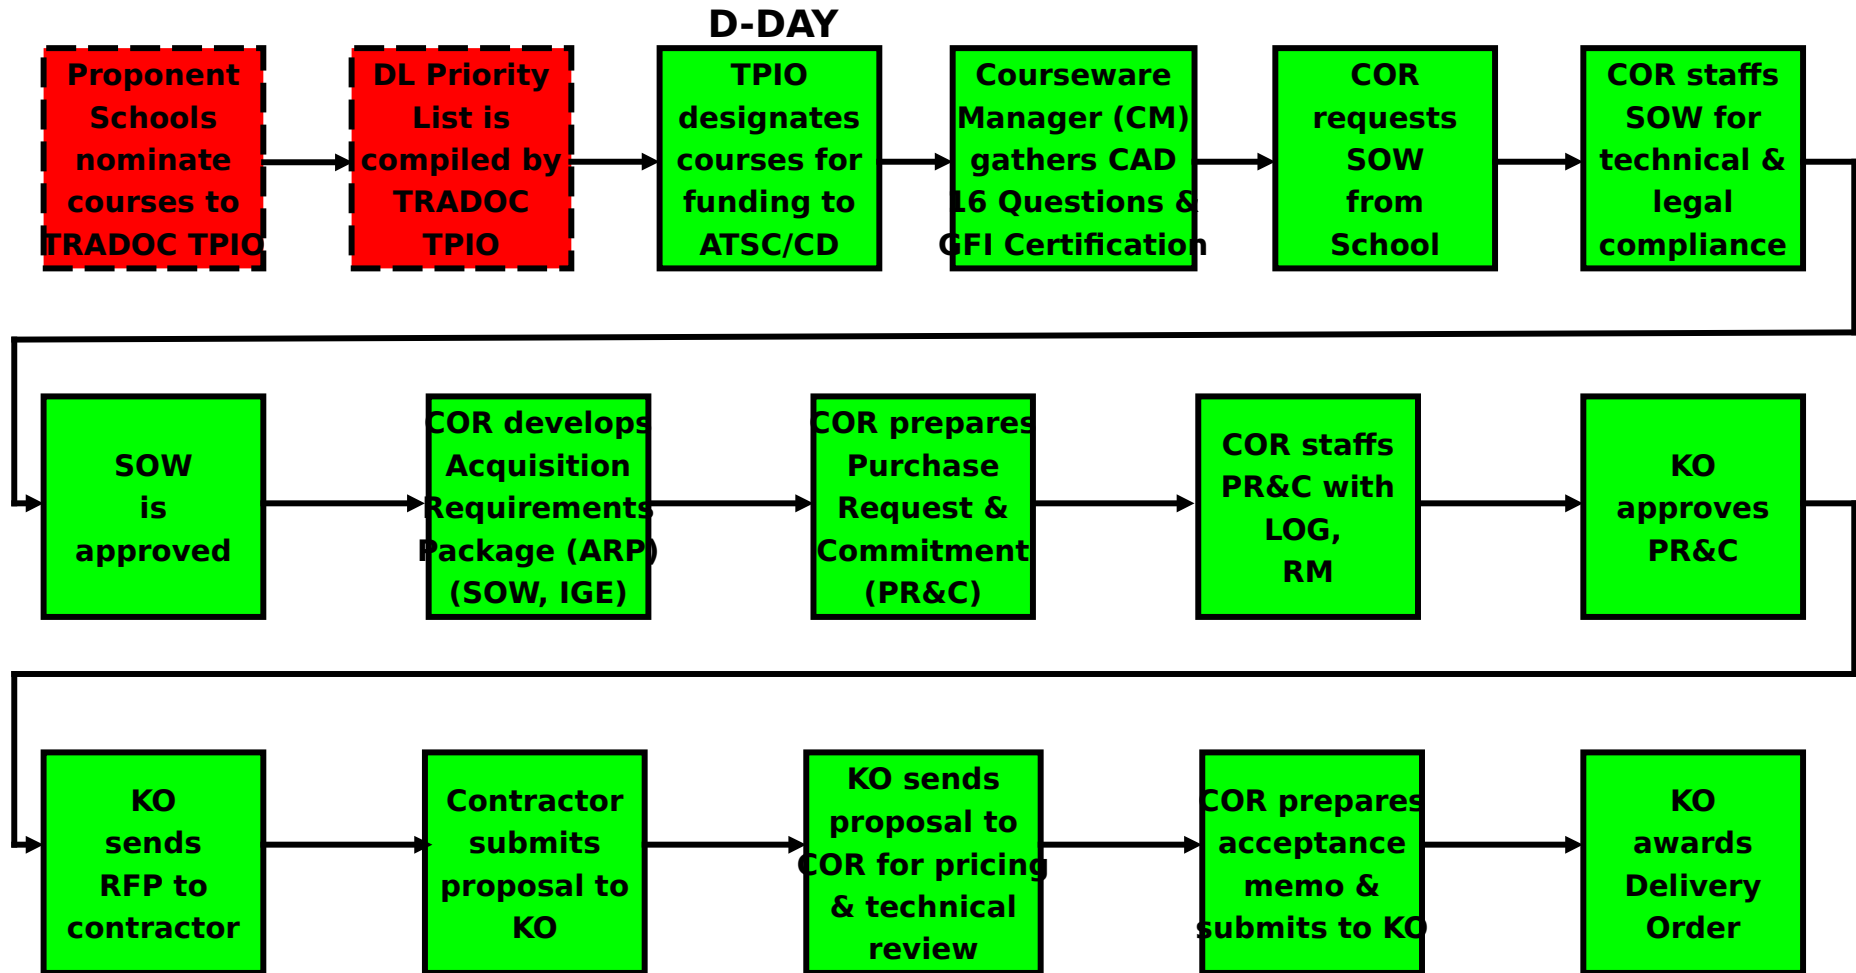 D-DAY
Proponent
Schools
nominate
courses to
TRADOC TPIO
DL Priority
List is
compiled by
TRADOC
TPIO
TPIO
designates
courses for
funding to
ATSC/CD
Courseware
Manager (CM)
gathers CAD
16 Questions &
GFI Certification
COR
requests
SOW
from
School
COR staffs
SOW for
technical &
legal
compliance
SOW
is
approved
COR develops
Acquisition
Requirements
Package (ARP)
(SOW, IGE)
COR prepares
Purchase
Request &
Commitment
(PR&C)
COR staffs
PR&C with
LOG,
RM
KO
approves
PR&C
KO
sends
RFP to
contractor
Contractor
submits
proposal to
KO
KO sends
proposal to
COR for pricing
& technical
review
COR prepares
acceptance
memo &
submits to KO
KO
awards
Delivery
Order